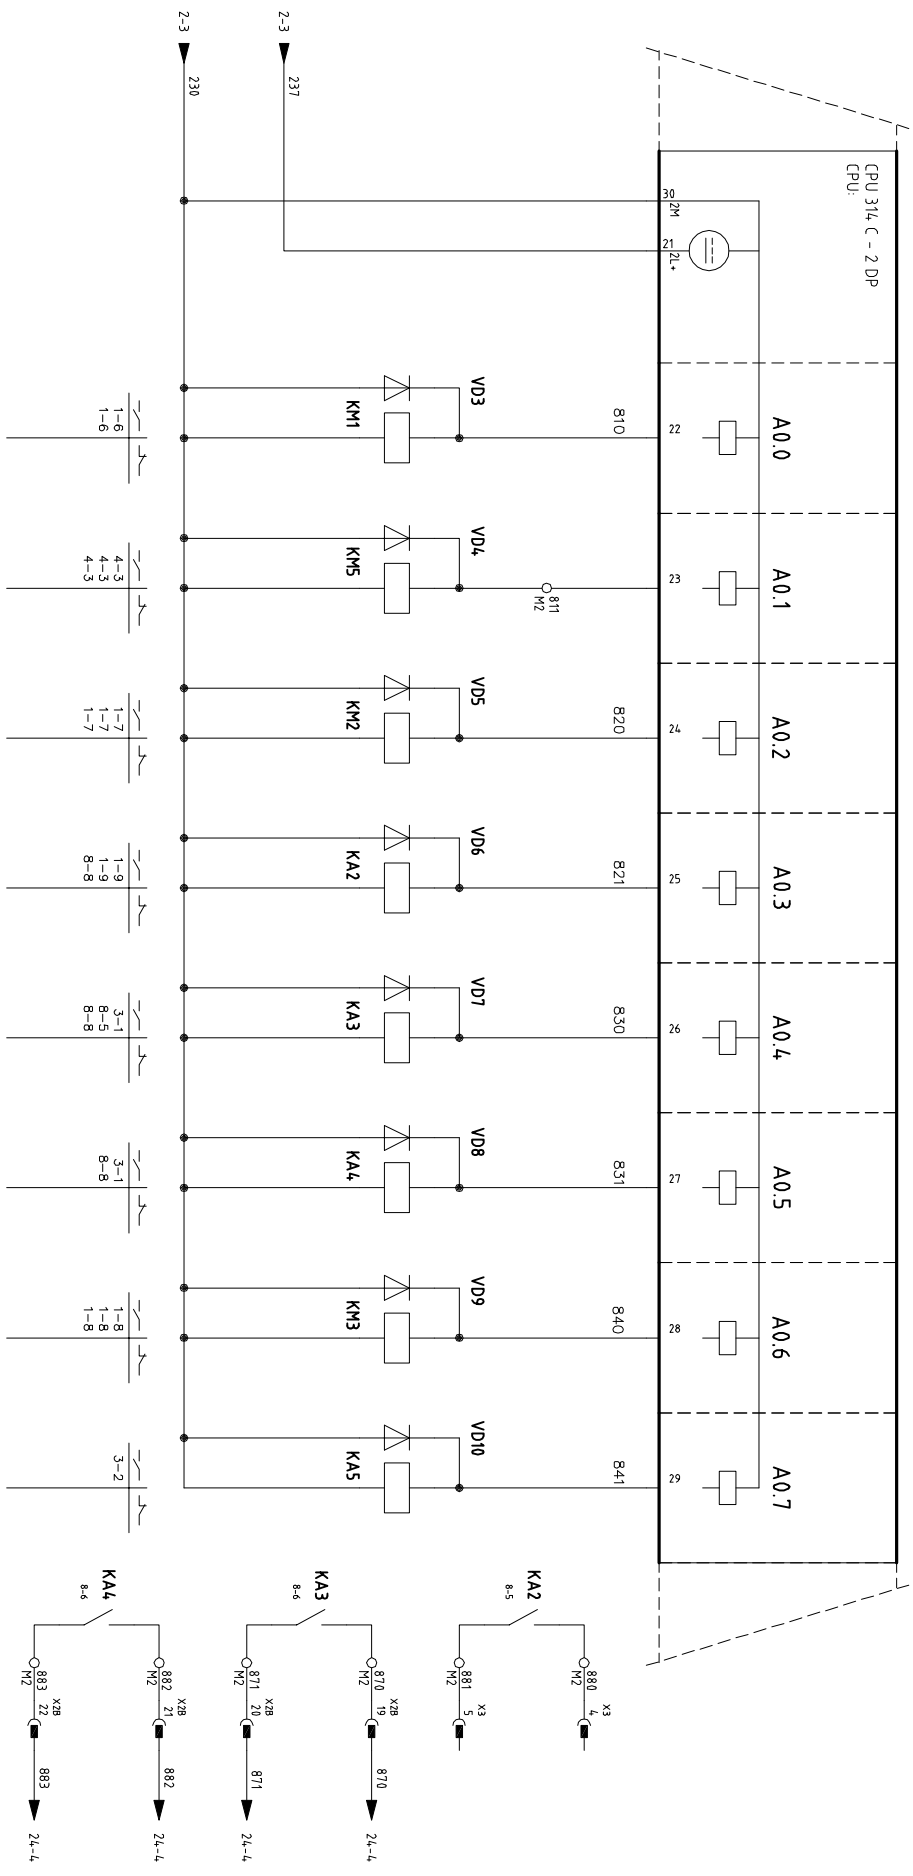 CPU 314 C - 2 DP
CPU:
30
2M
21
2L+
A0.0
A0.1
A0.2
A0.3
A0.4
A0.5
A0.6
A0.7
22
23
24
25
26
27
28
29
810
811
M2
820
821
830
831
840
841
VD3
VD4
VD5
VD6
VD7
VD8
VD9
VD10
KM1
KM5
KM2
KA2
KA3
KA4
KM3
KA5
2-3
237
2-3
230
1-6
1-6
4-3
4-3
4-3
1-7
1-7
1-7
1-9
1-9
8-8
3-1
8-5
8-8
3-1
8-8
1-8
1-8
1-8
3-2
KA2
8-5
880
M2
X3
4
881
M2
X3
5
KA3
8-6
870
M2
X2B
19
870
24-4
871
M2
X2B
20
871
24-4
KA4
8-6
882
M2
X2B
21
882
24-4
883
M2
X2B
22
883
24-4